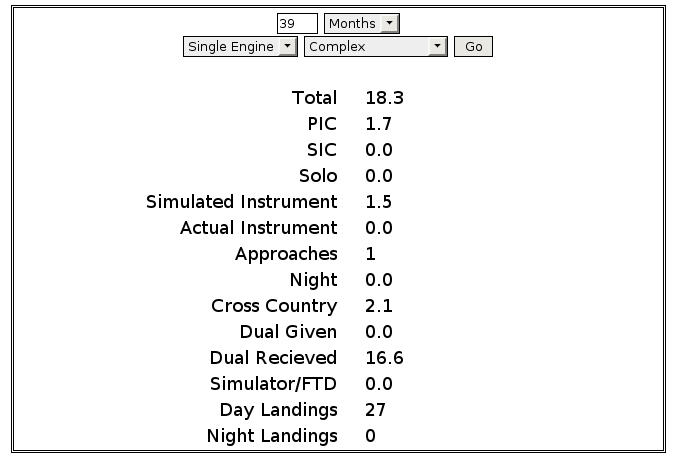 39 Months
Single Engine Complex Go
Total 18.3
PIC 1.7
SIC 0.0
Solo 0.0
Simulated Instrument 1.5
Actual Instrument 0.0
Approaches 1
Night 0.0
Cross Country 2.1
Dual Given 0.0
Dual Recieved 16.6
Simulator/FTD 0.0
Day Landings 27
Night Landings 0